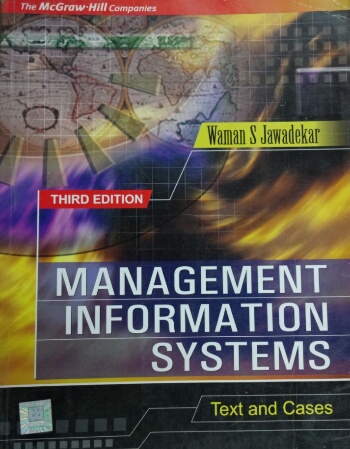 The McGraw·Hill Companies
Waman S Jawadekar
THIRD EDITION
MANAGEMENT
INFORMATION
SYSTEMS
Text and Cases